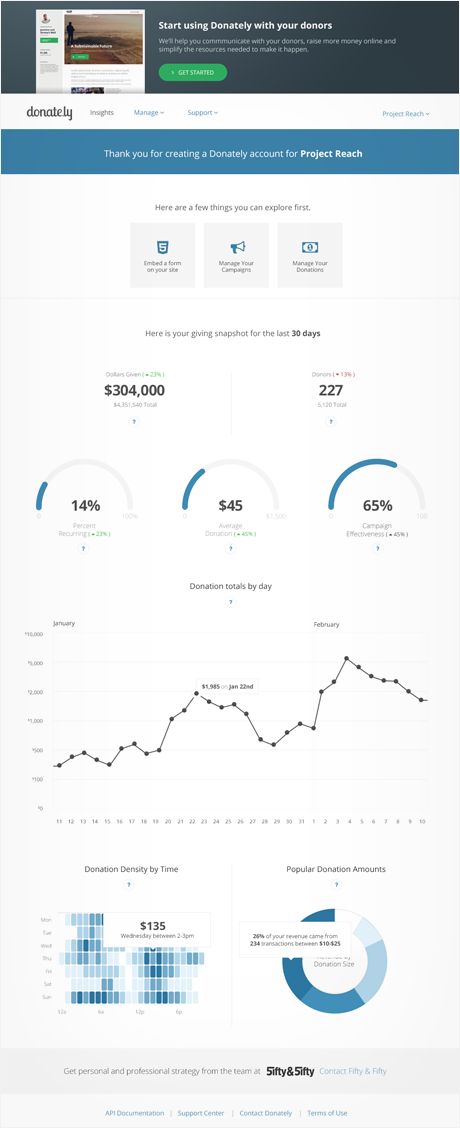 A Substainable Future
Start using Donately with your donors
We'll help you commmunicate with your donors, raise more money online and
simplify the resources needed to make it happen.
GET STARTED
donately
Insights
Manage
Support
Project Reach
Thank you for creating a Donately account for Project Reach
Here are a few things you can explore first.
Embed a form
on your site
Manage Your
Campaigns
Manage Your
Donations
Here is your giving snapshot for the last 30 days
Dollars Given ( 23% )
$304,000
$4,351,540 Total
?
Donors ( 13% )
227
5,120 Total
?
14%
0 100%
Percent
Recurring ( 23% )
?
$45
0 $1,500
Average
Donation ( 45% )
?
65%
0 100
Campaign
Effectiveness ( 45% )
?
Donation totals by day
?
January
February
$10,000
$5,000
$2,000
$1,000
$500
$100
$0
$1,985 on Jan 22nd
11 12 13 14 15 16 17 18 19 20 22 23 25 26 27 28 29 30 31 1 2 3 4 5 6 7 8 9 10
Donation Density by Time
?
Mon
Tue
Wed
Thu
Fri
Sat
Sun
$135
Wednesday between 2-3pm
12a 6a 12p 6p
Popular Donation Amounts
?
26% of your revenue came from
234 transactions between $10-$25
Donation Size
Get personal and professional strategy from the team at 5ifty&5ifty Contact Fifty & Fifty
API Documentation | Support Center | Contact Donately | Terms of Use